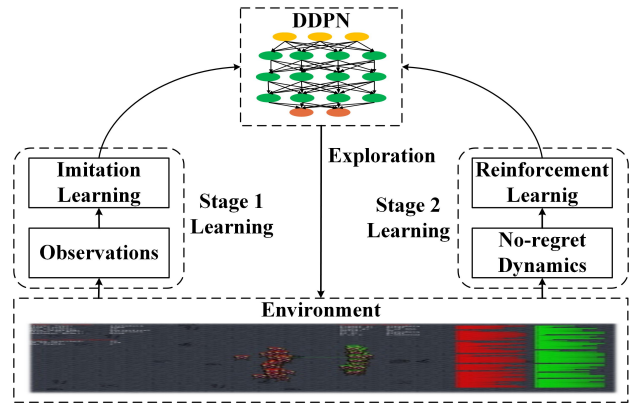 DDPN
Exploration
Imitation
Learning
Observations
Stage 1
Learning
Stage 2
Learning
Reinforcement
Learnig
No-regret
Dynamics
Environment